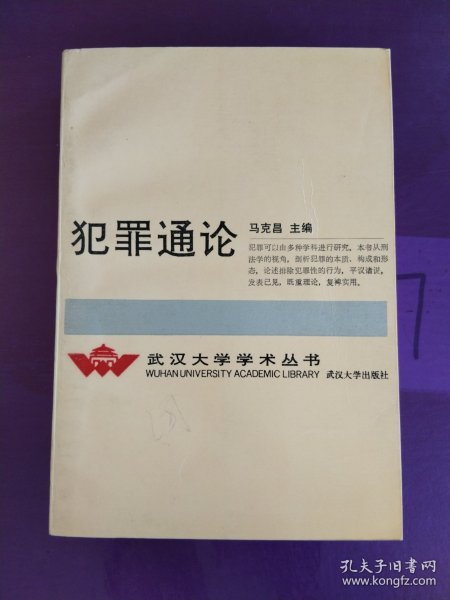 犯罪通论
马克昌 主编
犯罪可以由多种学科进行研究。本书从刑
法学的视角，剖析犯罪的本质、构成和形
态，论述排除犯罪性的行为，平议诸说，
发表己见，既重理论，复裨实用。
武汉大学学术丛书
WUHAN UNIVERSITY ACADEMIC LIBRARY 武汉大学出版社
孔夫子旧书网
www.kongfz.com